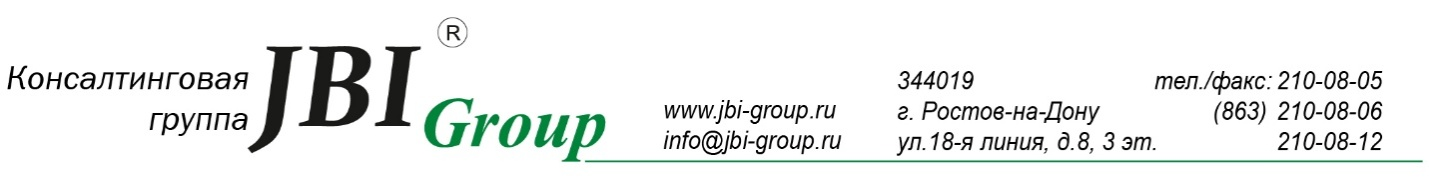 Консалтинговая
группа
JBI ®
Group
www.jbi-group.ru
info@jbi-group.ru
344019
г. Ростов-на-Дону
ул.18-я линия, д.8, 3 эт.
тел./факс: 210-08-05
(863) 210-08-06
210-08-12